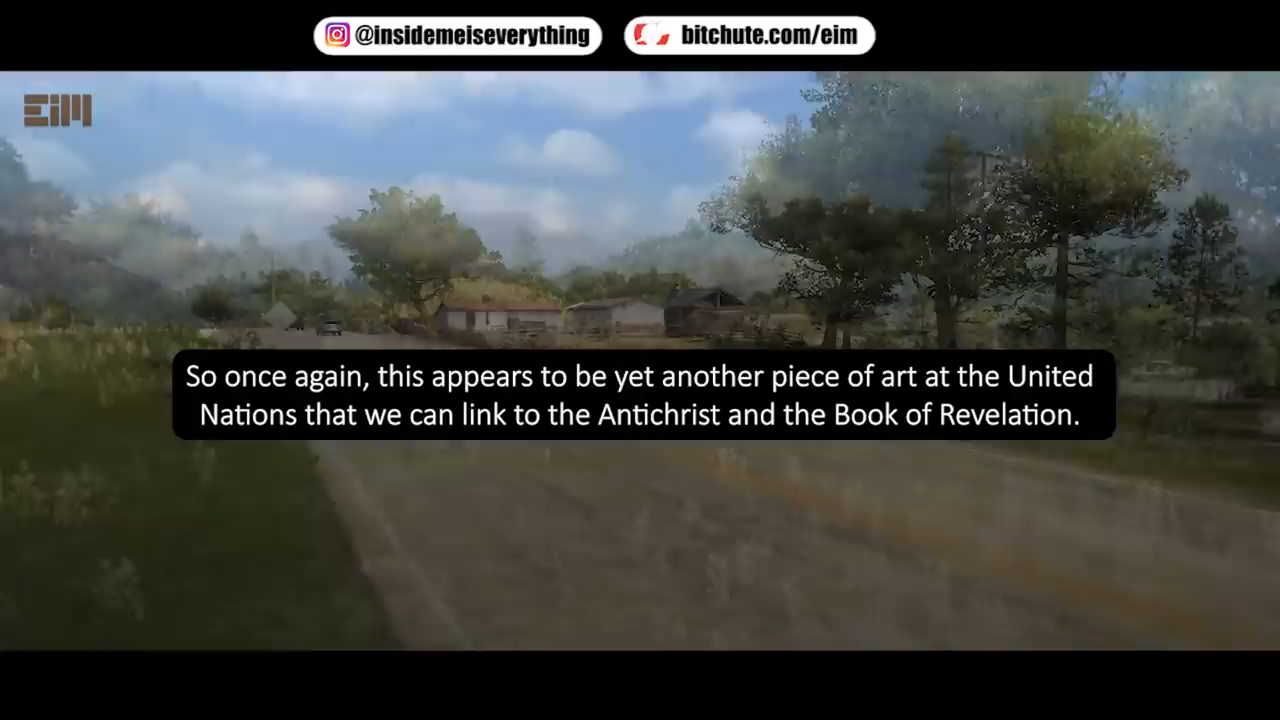 @insidemeiseverything
bitchute.com/eim
EIM
So once again, this appears to be yet another piece of art at the United
Nations that we can link to the Antichrist and the Book of Revelation.